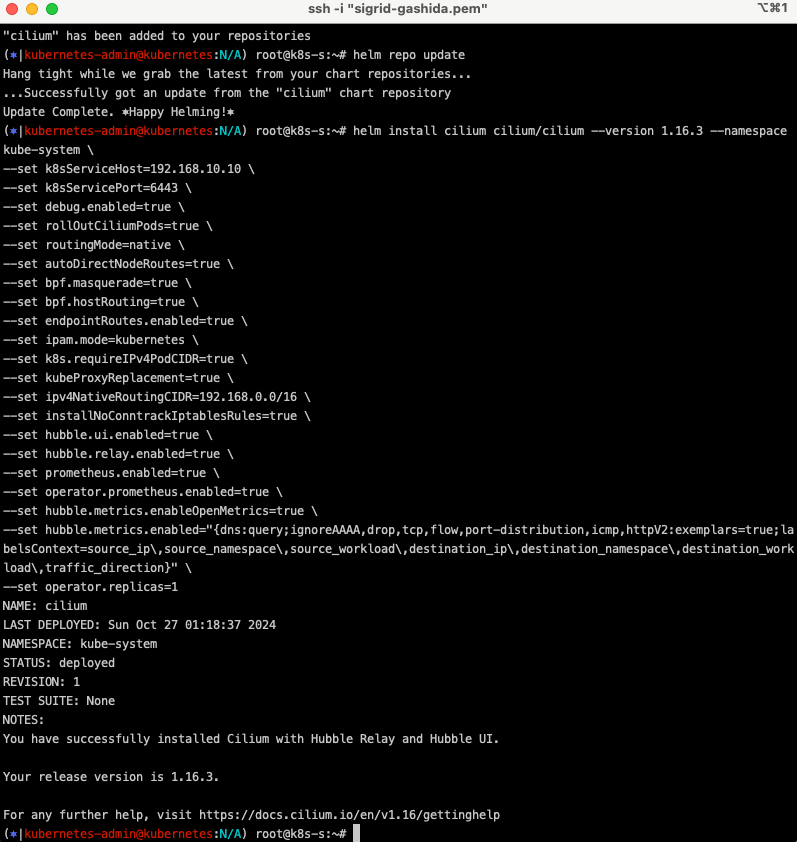 ssh -i "sigrid-gashida.pem"
⌥⌘1
"cilium" has been added to your repositories
(⎈|kubernetes-admin@kubernetes:N/A) root@k8s-s:~# helm repo update
Hang tight while we grab the latest from your chart repositories...
...Successfully got an update from the "cilium" chart repository
Update Complete. ⎈Happy Helming!⎈
(⎈|kubernetes-admin@kubernetes:N/A) root@k8s-s:~# helm install cilium cilium/cilium --version 1.16.3 --namespace
kube-system \
--set k8sServiceHost=192.168.10.10 \
--set k8sServicePort=6443 \
--set debug.enabled=true \
--set rollOutCiliumPods=true \
--set routingMode=native \
--set autoDirectNodeRoutes=true \
--set bpf.masquerade=true \
--set bpf.hostRouting=true \
--set endpointRoutes.enabled=true \
--set ipam.mode=kubernetes \
--set k8s.requireIPv4PodCIDR=true \
--set kubeProxyReplacement=true \
--set ipv4NativeRoutingCIDR=192.168.0.0/16 \
--set installNoConntrackIptablesRules=true \
--set hubble.ui.enabled=true \
--set hubble.relay.enabled=true \
--set prometheus.enabled=true \
--set operator.prometheus.enabled=true \
--set hubble.metrics.enableOpenMetrics=true \
--set hubble.metrics.enabled="{dns:query;ignoreAAAA,drop,tcp,flow,port-distribution,icmp,httpV2:exemplars=true;la
belsContext=source_ip\,source_namespace\,source_workload\,destination_ip\,destination_namespace\,destination_work
load\,traffic_direction}" \
--set operator.replicas=1
NAME: cilium
LAST DEPLOYED: Sun Oct 27 01:18:37 2024
NAMESPACE: kube-system
STATUS: deployed
REVISION: 1
TEST SUITE: None
NOTES:
You have successfully installed Cilium with Hubble Relay and Hubble UI.
Your release version is 1.16.3.
For any further help, visit https://docs.cilium.io/en/v1.16/gettinghelp
(⎈|kubernetes-admin@kubernetes:N/A) root@k8s-s:~#